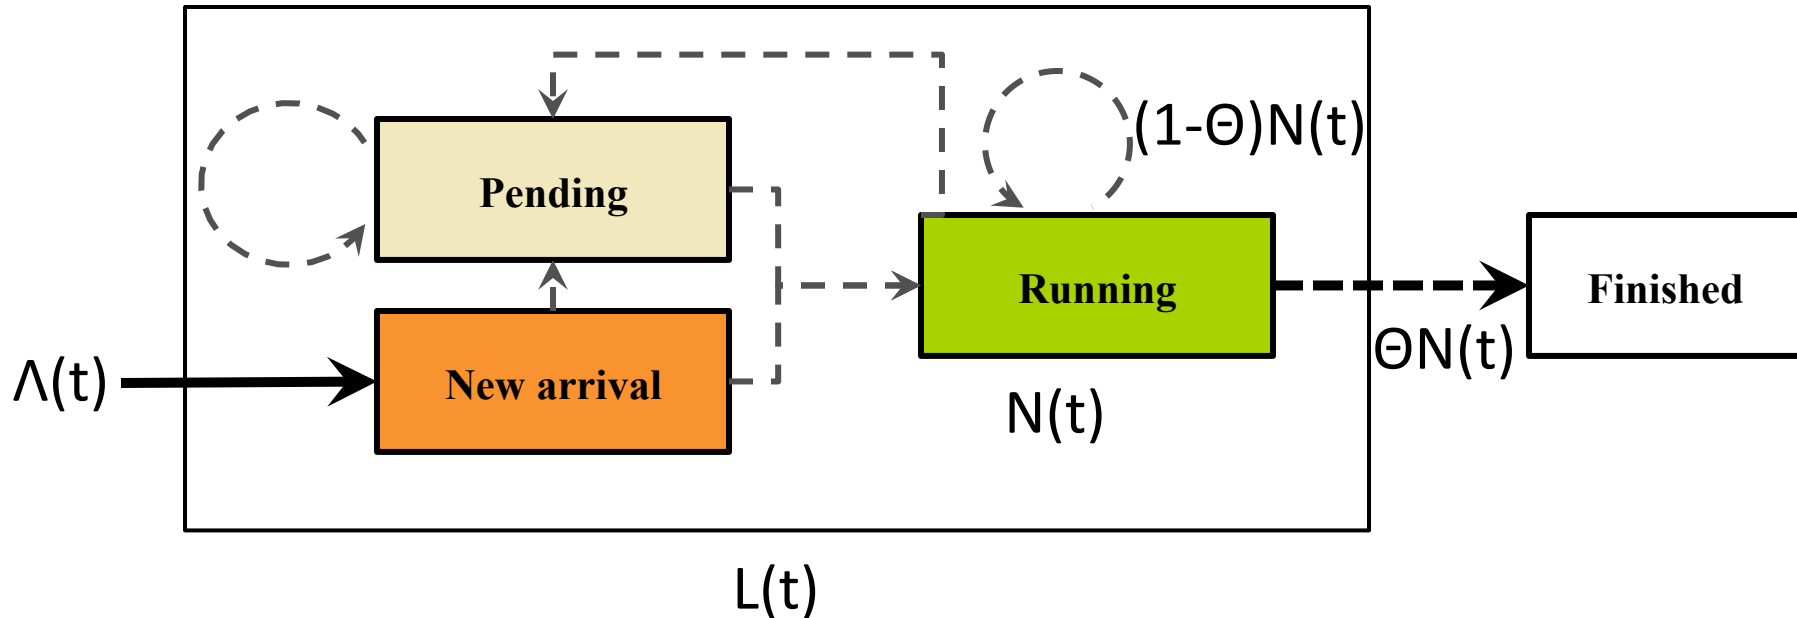 (1-Θ)N(t)
Pending
Running
Finished
ΘN(t)
Λ(t)
New arrival
N(t)
L(t)